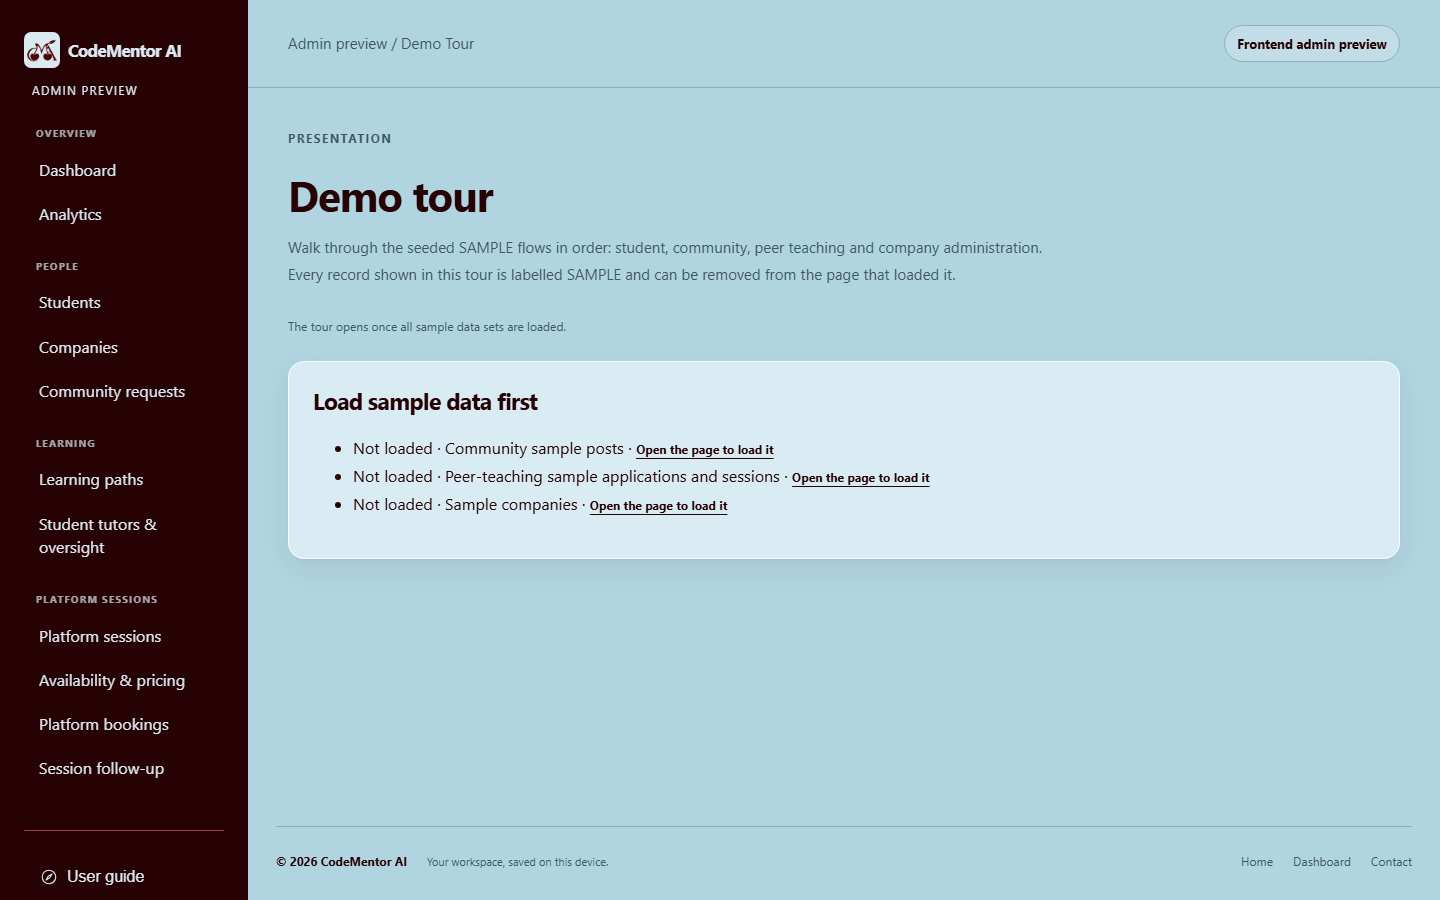 CodeMentor AI
ADMIN PREVIEW
OVERVIEW
Dashboard
Analytics
PEOPLE
Students
Companies
Community requests
LEARNING
Learning paths
Student tutors &
oversight
PLATFORM SESSIONS
Platform sessions
Availability & pricing
Platform bookings
Session follow-up
User guide
Admin preview / Demo Tour
Frontend admin preview
PRESENTATION
Demo tour
Walk through the seeded SAMPLE flows in order: student, community, peer teaching and company administration.
Every record shown in this tour is labelled SAMPLE and can be removed from the page that loaded it.
The tour opens once all sample data sets are loaded.
Load sample data first
• Not loaded · Community sample posts · Open the page to load it
• Not loaded · Peer-teaching sample applications and sessions · Open the page to load it
• Not loaded · Sample companies · Open the page to load it
© 2026 CodeMentor AI Your workspace, saved on this device. Home Dashboard Contact